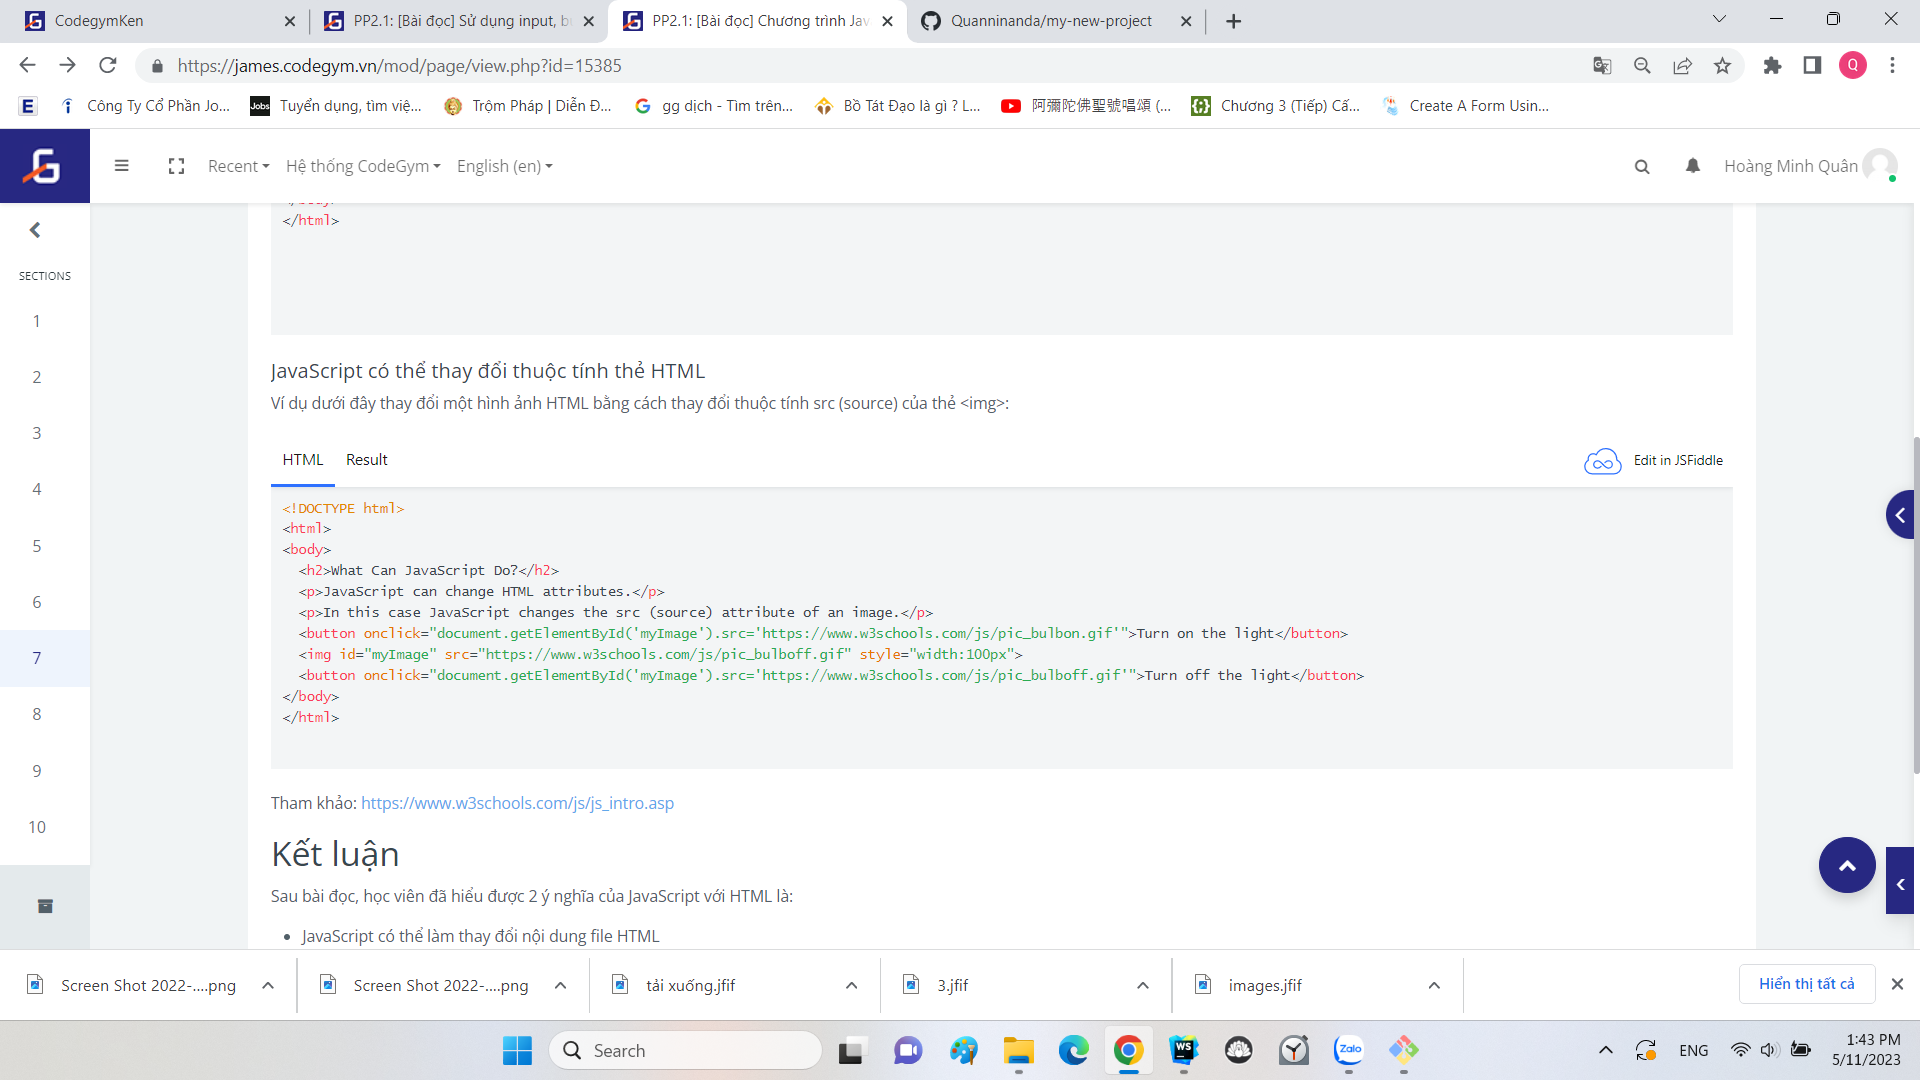 CodegymKen
PP2.1: [Bài đọc] Sử dụng input, b
PP2.1: [Bài đọc] Chương trình Jav
Quanninanda/my-new-project
https://james.codegym.vn/mod/page/view.php?id=15385
Q
E
Công Ty Cổ Phần Jo...
Jobs
Tuyển dụng, tìm việ...
Trộm Pháp | Diễn Đ...
gg dịch - Tìm trên...
Bồ Tát Đạo là gì ? L...
阿彌陀佛聖號唱頌 (...
Chương 3 (Tiếp) Cấ...
Create A Form Usin...
Recent
Hệ thống CodeGym
English (en)
Hoàng Minh Quân
SECTIONS
1
2
3
4
5
6
7
8
9
10
</html>
JavaScript có thể thay đổi thuộc tính thẻ HTML
Ví dụ dưới đây thay đổi một hình ảnh HTML bằng cách thay đổi thuộc tính src (source) của thẻ <img>:
HTML
Result
Edit in JSFiddle
<!DOCTYPE html>
<html>
<body>
<h2>What Can JavaScript Do?</h2>
<p>JavaScript can change HTML attributes.</p>
<p>In this case JavaScript changes the src (source) attribute of an image.</p>
<button onclick="document.getElementById('myImage').src='https://www.w3schools.com/js/pic_bulbon.gif'">Turn on the light</button>
<img id="myImage" src="https://www.w3schools.com/js/pic_bulboff.gif" style="width:100px">
<button onclick="document.getElementById('myImage').src='https://www.w3schools.com/js/pic_bulboff.gif'">Turn off the light</button>
</body>
</html>
Tham khảo: https://www.w3schools.com/js/js_intro.asp
Kết luận
Sau bài đọc, học viên đã hiểu được 2 ý nghĩa của JavaScript với HTML là:
• JavaScript có thể làm thay đổi nội dung file HTML
Screen Shot 2022-....png
Screen Shot 2022-....png
tải xuống.jfif
3.jfif
images.jfif
Hiển thị tất cả
Search
WS
Zalo
ENG
1:43 PM
5/11/2023